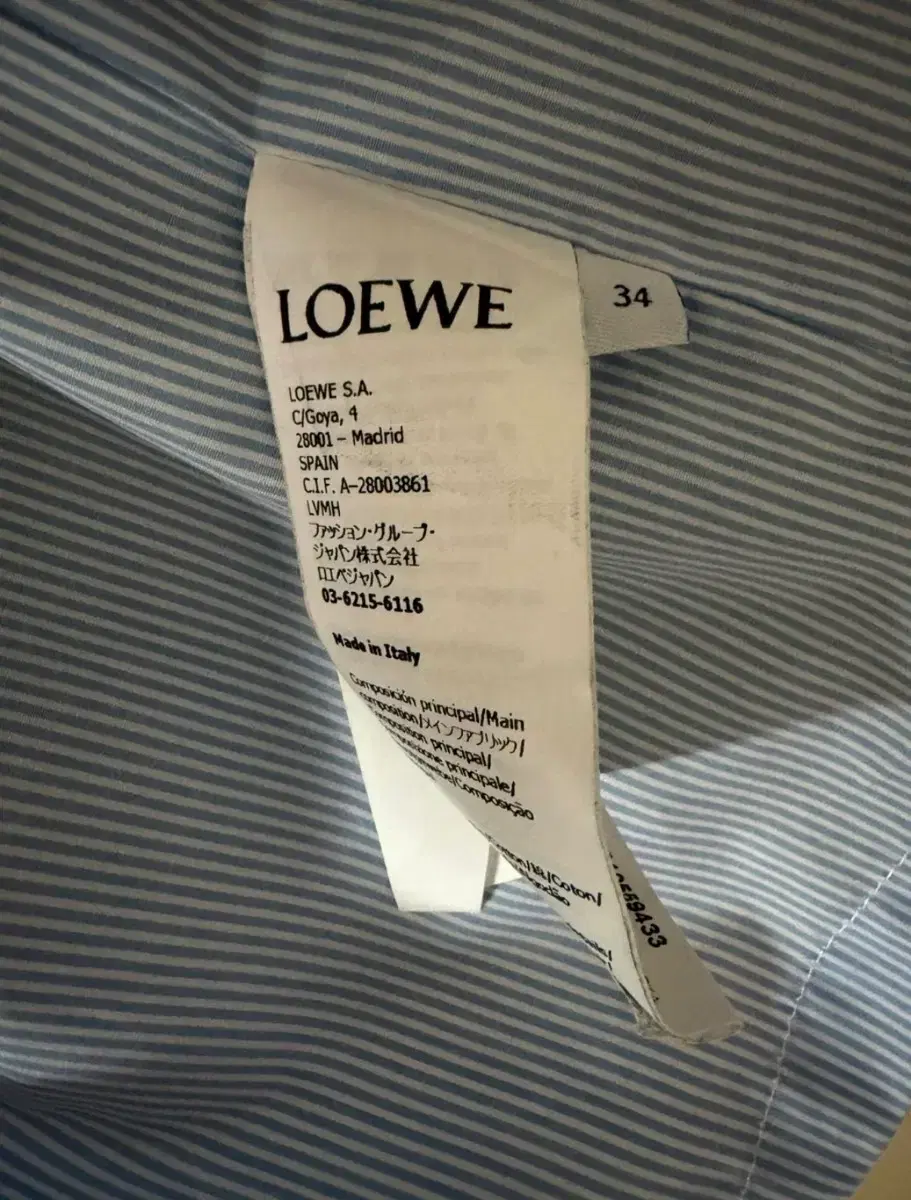 LOEWE
34
LOEWE S.A.
C/Goya, 4
28001 – Madrid
SPAIN
C.I.F. A–28003861
LVMH
ファッション・グループ・
ジャパン株式会社
ロエベジャパン
03-6215-6116
Made in Italy
Composición principal/Main
composition/メインファブリック/
principal/
principale/
/Composição
/Coton/